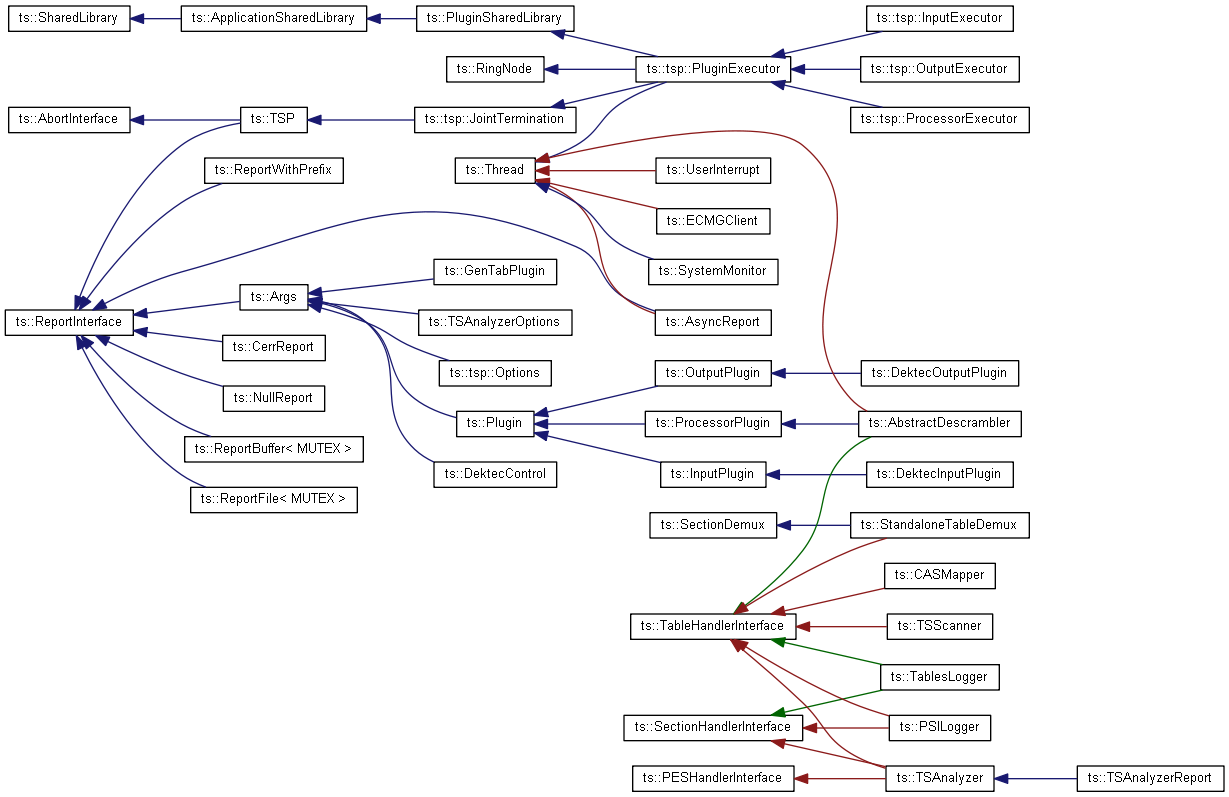 ts::SharedLibrary
ts::ApplicationSharedLibrary
ts::PluginSharedLibrary
ts::tsp::InputExecutor
ts::RingNode
ts::tsp::PluginExecutor
ts::tsp::OutputExecutor
ts::AbortInterface
ts::TSP
ts::tsp::JointTermination
ts::tsp::ProcessorExecutor
ts::ReportWithPrefix
ts::Thread
ts::UserInterrupt
ts::ECMGClient
ts::GenTabPlugin
ts::SystemMonitor
ts::Args
ts::ReportInterface
ts::TSAnalyzerOptions
ts::AsyncReport
ts::CerrReport
ts::tsp::Options
ts::OutputPlugin
ts::DektecOutputPlugin
ts::NullReport
ts::Plugin
ts::ProcessorPlugin
ts::AbstractDescrambler
ts::ReportBuffer< MUTEX >
ts::DektecControl
ts::InputPlugin
ts::DektecInputPlugin
ts::ReportFile< MUTEX >
ts::SectionDemux
ts::StandaloneTableDemux
ts::CASMapper
ts::TableHandlerInterface
ts::TSScanner
ts::TablesLogger
ts::SectionHandlerInterface
ts::PSILogger
ts::PESHandlerInterface
ts::TSAnalyzer
ts::TSAnalyzerReport